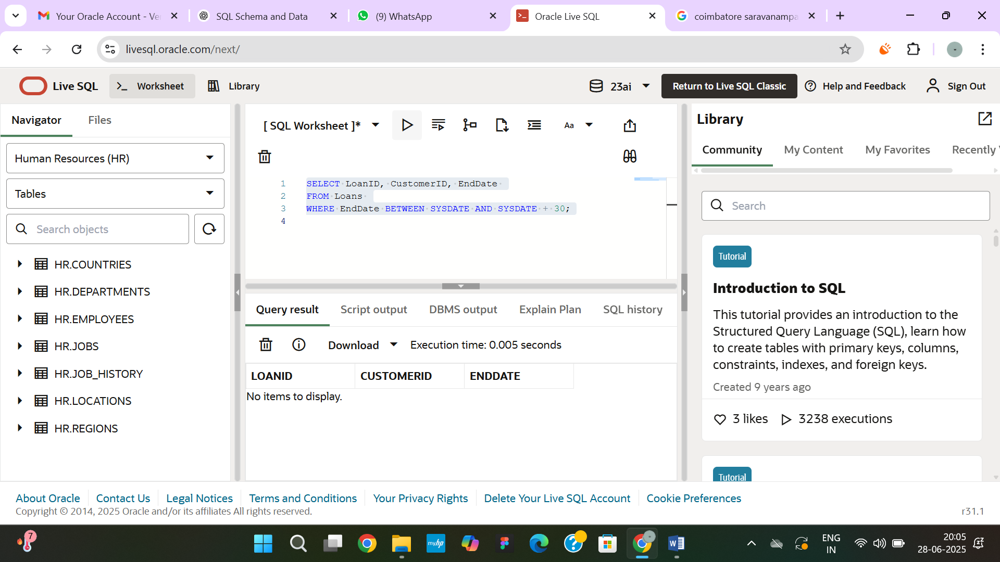 Your Oracle Account - Ve
SQL Schema and Data
(9) WhatsApp
Oracle Live SQL
coimbatore saravanampa
livesql.oracle.com/next/
Live SQL
Worksheet
Library
23ai
Return to Live SQL Classic
Help and Feedback
Sign Out
Navigator
Files
Human Resources (HR)
Tables
Search objects
HR.COUNTRIES
HR.DEPARTMENTS
HR.EMPLOYEES
HR.JOBS
HR.JOB_HISTORY
HR.LOCATIONS
HR.REGIONS
[ SQL Worksheet ]*
Aa
1 SELECT LoanID, CustomerID, EndDate
2 FROM Loans
3 WHERE EndDate BETWEEN SYSDATE AND SYSDATE + 30;
4
Query result
Script output
DBMS output
Explain Plan
SQL history
Download
Execution time: 0.005 seconds
LOANID CUSTOMERID ENDDATE
No items to display.
Library
Community
My Content
My Favorites
Recently V
Search
Tutorial
Introduction to SQL
This tutorial provides an introduction to the
Structured Query Language (SQL), learn how
to create tables with primary keys, columns,
constraints, indexes, and foreign keys.
Created 9 years ago
3 likes
3238 executions
Tutorial
About Oracle
Contact Us
Legal Notices
Terms and Conditions
Your Privacy Rights
Delete Your Live SQL Account
Cookie Preferences
Copyright © 2014, 2025 Oracle and/or its affiliates All rights reserved.
r31.1
7
myhp
ENG
IN
20:05
28-06-2025